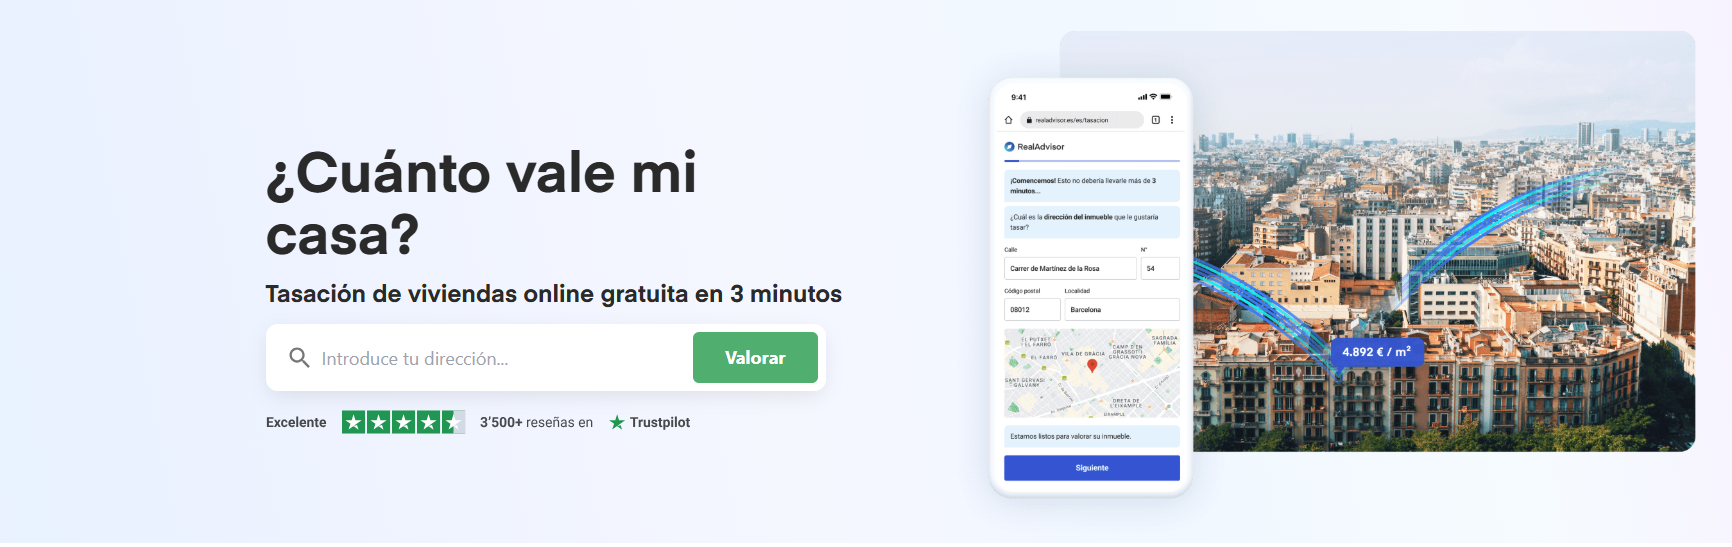 ¿Cuánto vale mi
casa?
Tasación de viviendas online gratuita en 3 minutos
Introduce tu dirección...
Valorar
Excelente
3'500+ reseñas en
Trustpilot
9:41
realadvisor.es/es/tasacion
1
RealAdvisor
¡Comencemos! Esto no debería llevarle más de 3
minutos...
¿Cuál es la dirección del inmueble que le gustaría
tasar?
Calle
N°
Carrer de Martínez de la Rosa
54
Código postal
Localidad
08012
Barcelona
EL PUTXET
I EL FARRÓ
EL FARRÓ
VILA DE GRÀCIA
CAMP D'EN
GRASSOT I
GRÀCIA NOVA
SAGRADA
FAMÍLIA
SANT GERVASI
- GALVANY
DRETA DE
L'EIXAMPLE
EIXAMPLE
Estamos listos para valorar su inmueble.
Siguiente
4.892 € / m²